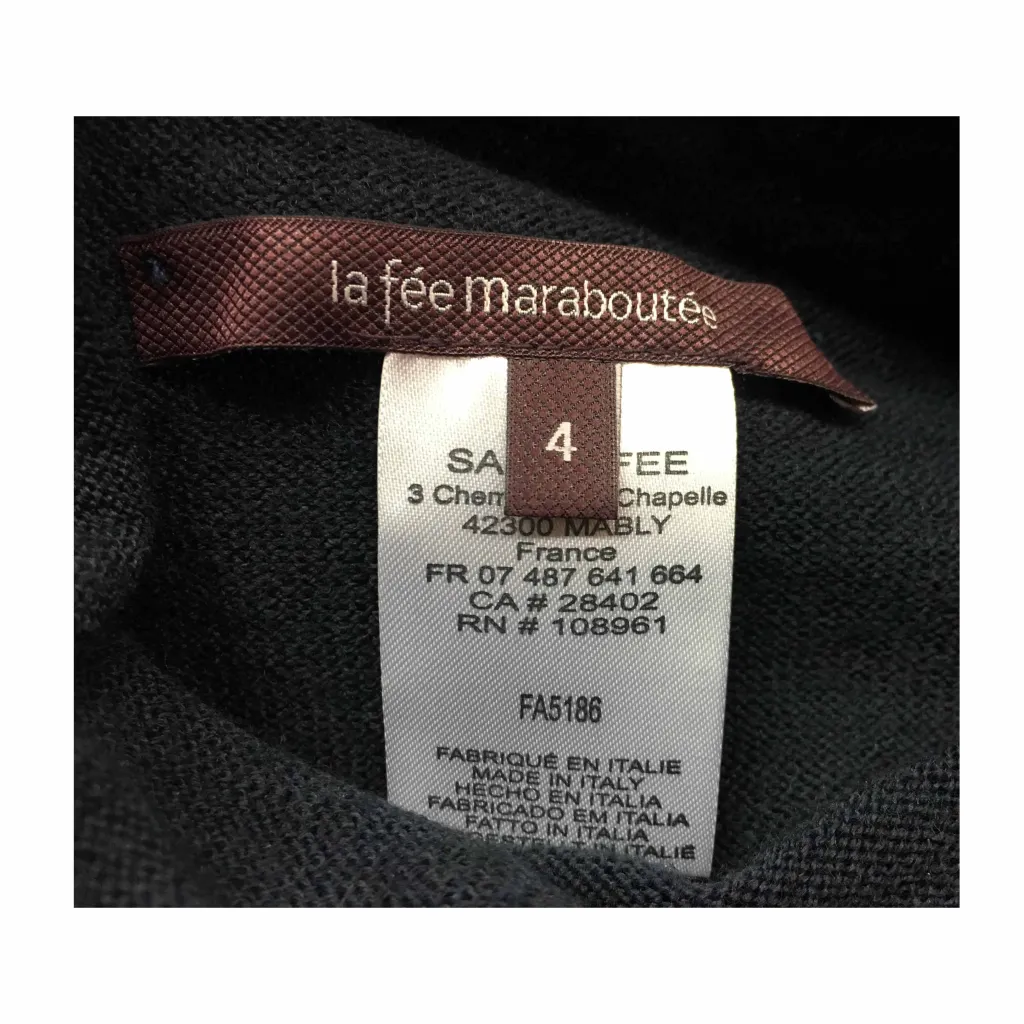 la fée maraboutée
4
SA FEE
3 Chem Chapelle
42300 MABLY
France
FR 07 487 641 664
CA # 28402
RN # 108961
FA5186
FABRIQUÉ EN ITALIE
MADE IN ITALY
HECHO EN ITALIA
FABRICADO EM ITALIA
FATTO IN ITALIA
ITALIË